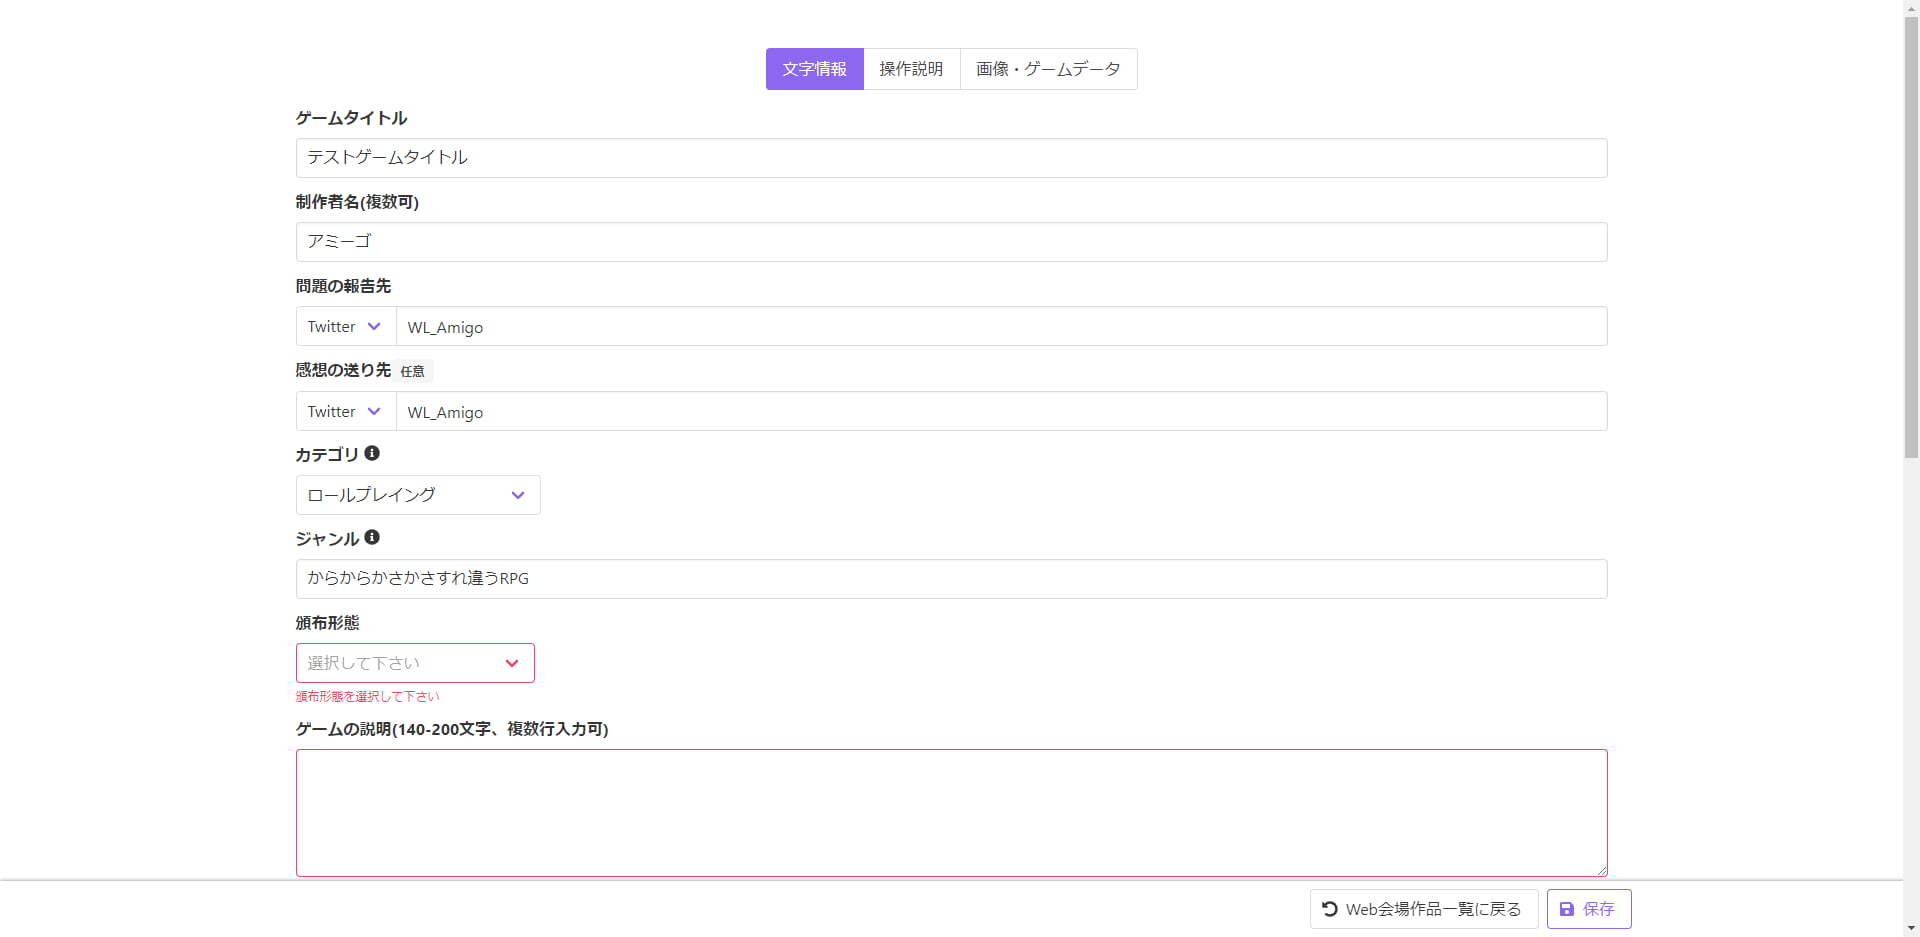 文字情報 操作説明 画像・ゲームデータ
ゲームタイトル
テストゲームタイトル
制作者名(複数可)
アミーゴ
問題の報告先
Twitter WL_Amigo
感想の送り先 任意
Twitter WL_Amigo
カテゴリ
ロールプレイング
ジャンル
からからかさかさすれ違うRPG
頒布形態
選択して下さい
頒布形態を選択して下さい
ゲームの説明(140-200文字、複数行入力可)
Web会場作品一覧に戻る 保存